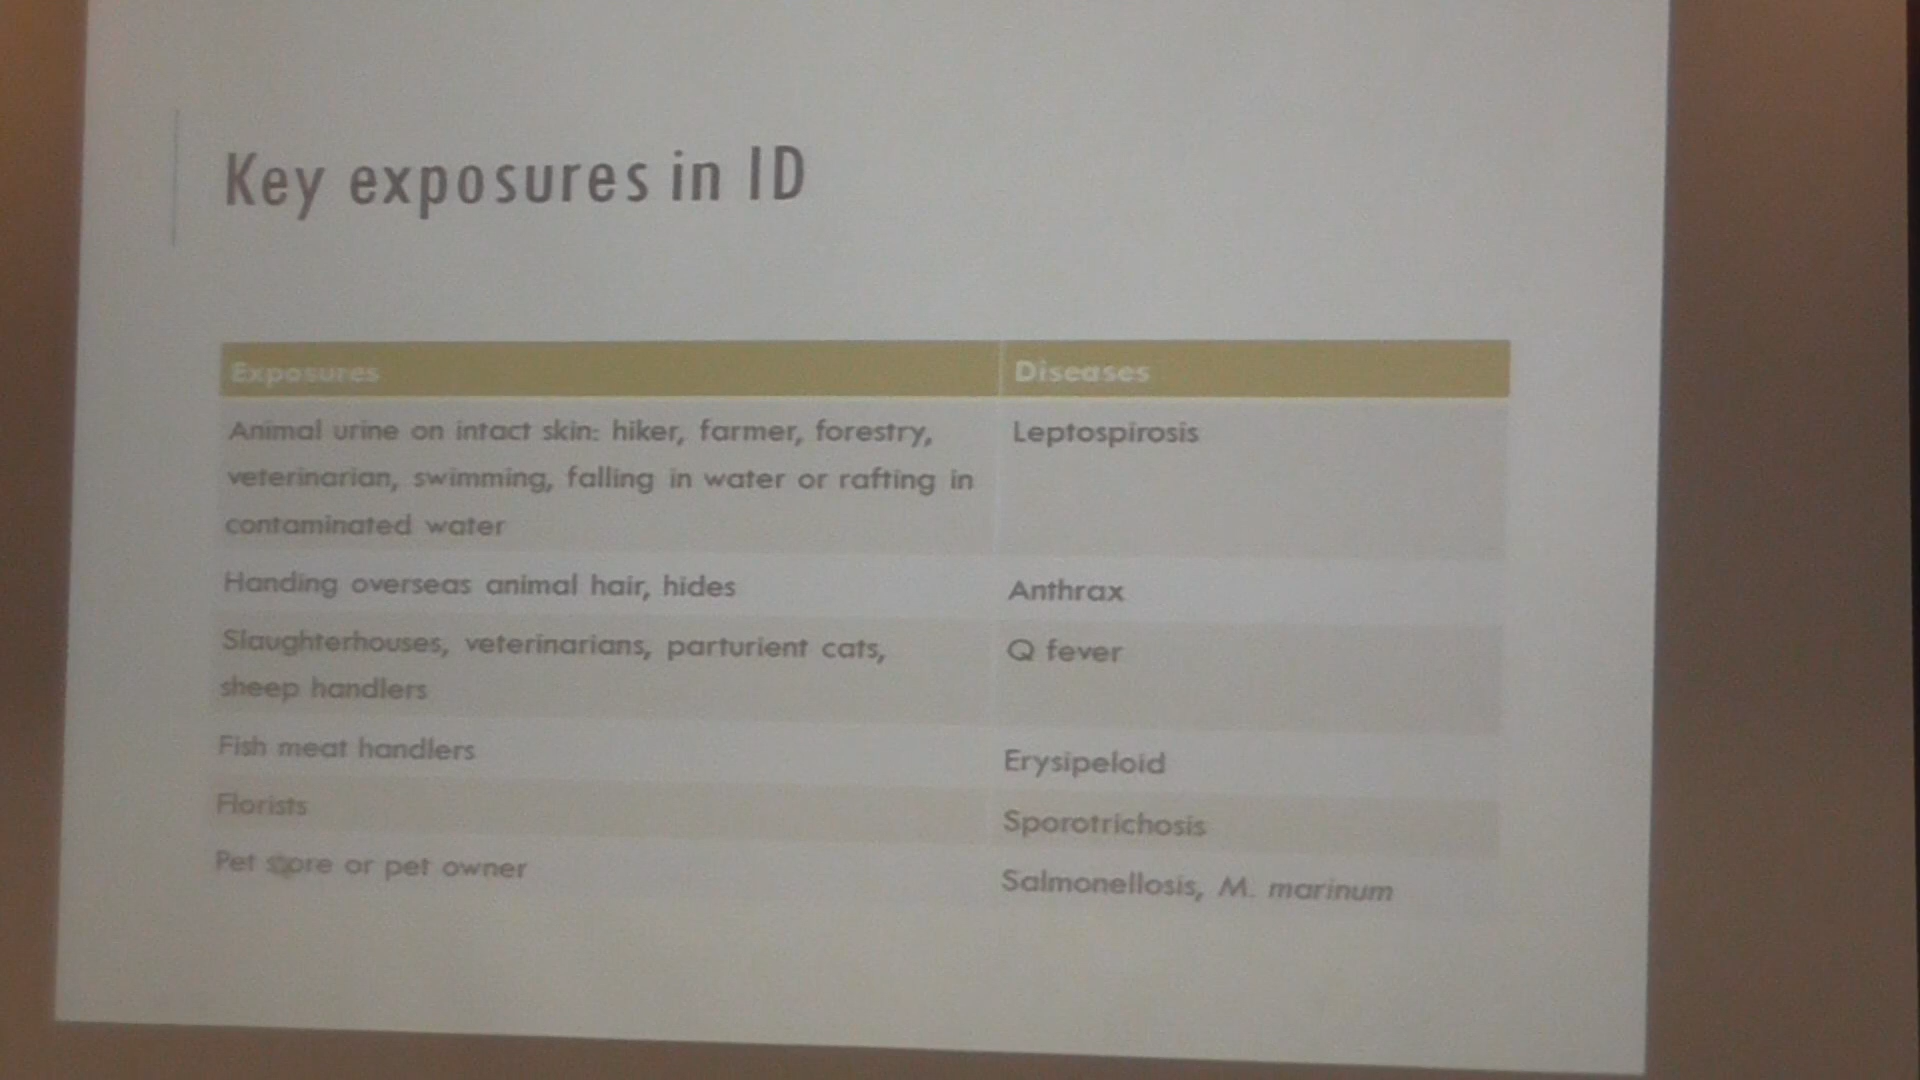 Key exposures in ID
Exposures
Diseases
Animal urine on intact skin: hiker, farmer, forestry,
veterinarian, swimming, falling in water or rafting in
contaminated water
Leptospirosis
Handing overseas animal hair, hides
Anthrax
Slaughterhouses, veterinarians, parturient cats,
sheep handlers
Q fever
Fish meat handlers
Erysipeloid
Florists
Sporotrichosis
Pet store or pet owner
Salmonellosis, M. marinum